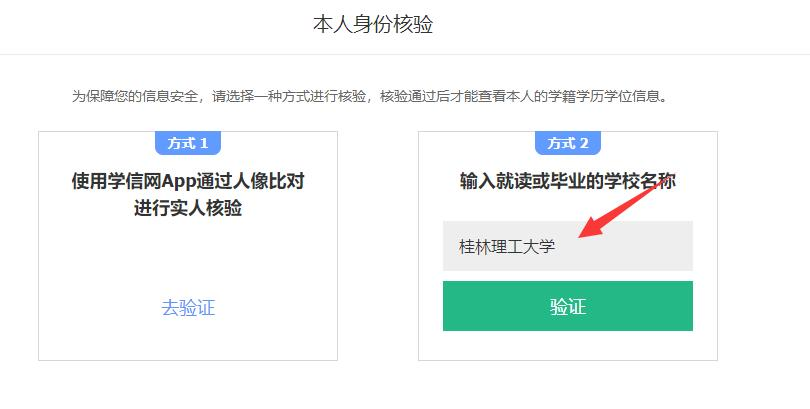 本人身份核验
为保障您的信息安全，请选择一种方式进行核验，核验通过后才能查看本人的学籍学历学位信息。
方式 1
使用学信网App通过人像比对
进行实人核验
去验证
方式 2
输入就读或毕业的学校名称
桂林理工大学
验证